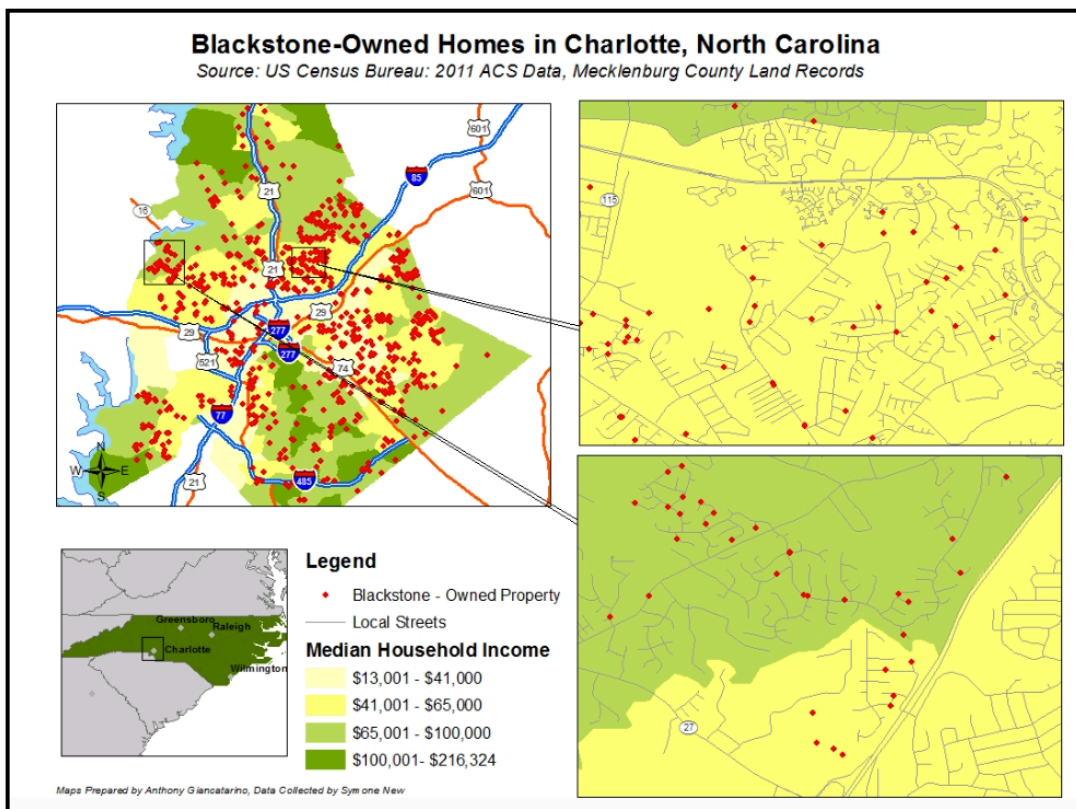 Blackstone-Owned Homes in Charlotte, North Carolina
Source: US Census Bureau: 2011 ACS Data, Mecklenburg County Land Records
601
85
21
601
16
21
29
29
277
277
521
74
77
N
W E
S
21
485
115
27
Greensboro
Raleigh
Charlotte
Wilmington
Legend
Blackstone - Owned Property
Local Streets
Median Household Income
$13,001 - $41,000
$41,001 - $65,000
$65,001 - $100,000
$100,001- $216,324
Maps Prepared by Anthony Giancatarino, Data Collected by Symone New